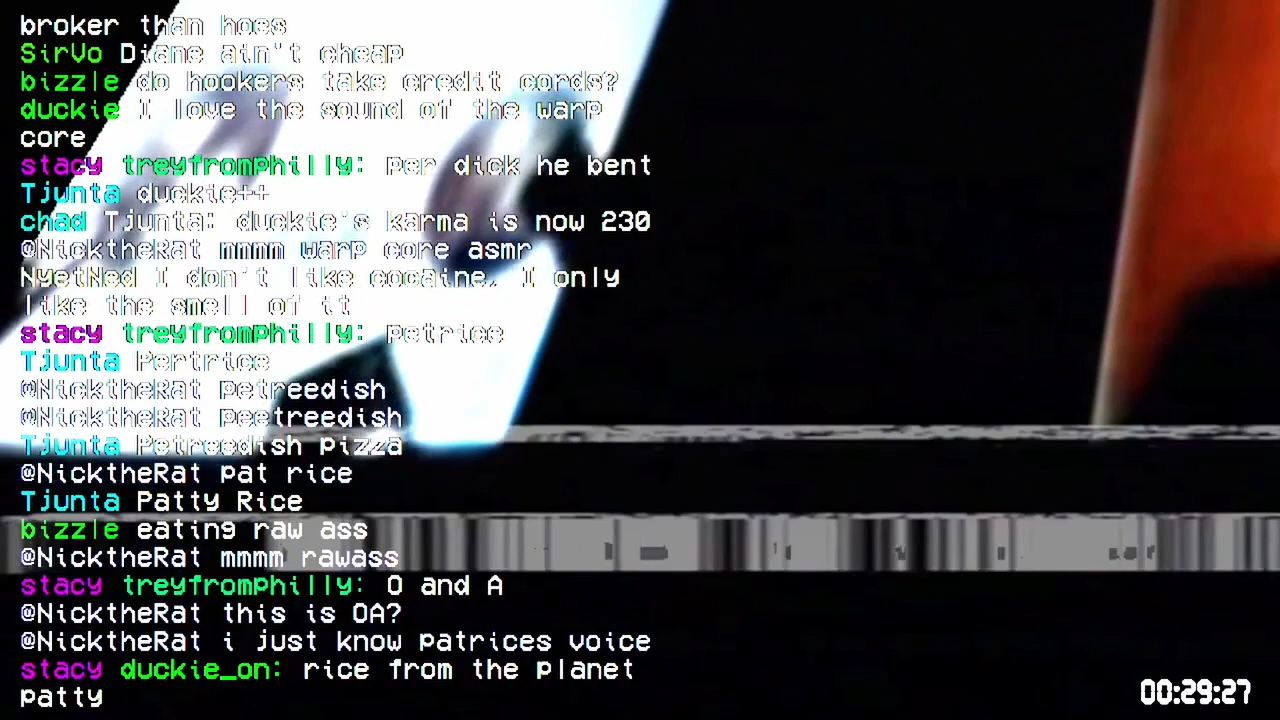 broker than hoes
SirVo Diane ain't cheap
bizzle do hookers take credit cords?
duckie I love the sound of the warp
core
stacy treyfromphilly: Per dick he bent
Tjunta duckie++
chad Tjunta: duckie's karma is now 230
@NicktheRat mmmm warp core asmr
NyetNed I don't like cocaine, I only
like the smell of it
stacy treyfromphilly: Petrice
Tjunta Pertrice
@NicktheRat Petreedish
@NicktheRat Peetreedish
Tjunta Petreedish Pizza
@NicktheRat Pat rice
Tjunta Patty Rice
bizzle eating raw ass
@NicktheRat mmmm rawass
stacy treyfromphilly: O and A
@NicktheRat this is OA?
@NicktheRat i just know patrices voice
stacy duckie_on: rice from the planet
patty
00:29:27